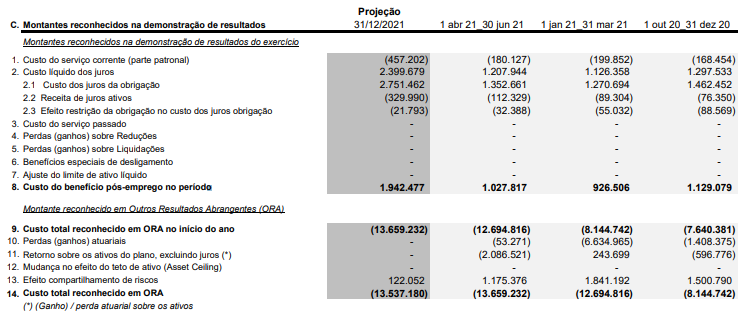 Projeção
C. Montantes reconhecidos na demonstração de resultados 31/12/2021 1 abr 21_30 jun 21 1 jan 21_31 mar 21 1 out 20_31 dez 20
Montantes reconhecidos na demonstração de resultados do exercício
1. Custo do serviço corrente (parte patronal) (457.202) (180.127) (199.852) (168.454)
2. Custo líquido dos juros 2.399.679 1.207.944 1.126.358 1.297.533
2.1 Custo dos juros da obrigação 2.751.462 1.352.661 1.270.694 1.462.452
2.2 Receita de juros ativos (329.990) (112.329) (89.304) (76.350)
2.3 Efeito restrição da obrigação no custo dos juros obrigação (21.793) (32.388) (55.032) (88.569)
3. Custo do serviço passado - - - -
4. Perdas (ganhos) sobre Reduções - - - -
5. Perdas (ganhos) sobre Liquidações - - - -
6. Benefícios especiais de desligamento - - - -
7. Ajuste do limite de ativo líquido - - - -
8. Custo do benefício pós-emprego no período 1.942.477 1.027.817 926.506 1.129.079
Montante reconhecido em Outros Resultados Abrangentes (ORA)
9. Custo total reconhecido em ORA no início do ano (13.659.232) (12.694.816) (8.144.742) (7.640.381)
10. Perdas (ganhos) atuariais - (53.271) (6.634.965) (1.408.375)
11. Retorno sobre os ativos do plano, excluindo juros (*) - (2.086.521) 243.699 (596.776)
12. Mudança no efeito do teto de ativo (Asset Ceiling) - - - -
13. Efeito compartilhamento de riscos 122.052 1.175.376 1.841.192 1.500.790
14. Custo total reconhecido em ORA (13.537.180) (13.659.232) (12.694.816) (8.144.742)
(*) (Ganho) / perda atuarial sobre os ativos